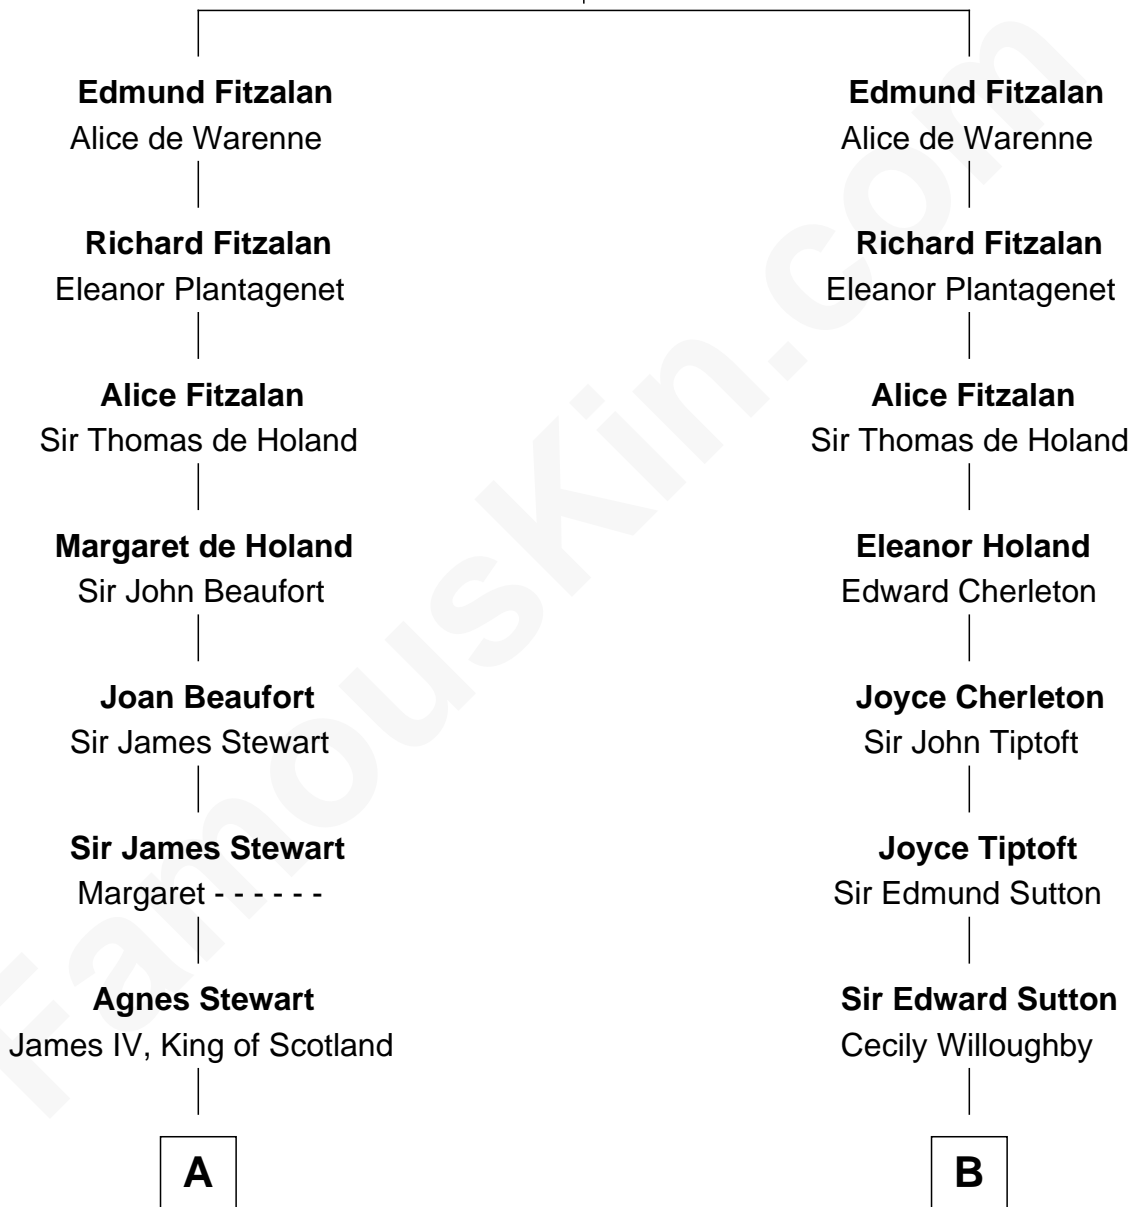 Edmund Fitzalan
Alice de Warenne
Richard Fitzalan
Eleanor Plantagenet
Alice Fitzalan
Sir Thomas de Holand
Margaret de Holand
Sir John Beaufort
Joan Beaufort
Sir James Stewart
Sir James Stewart
Margaret - - - - - -
Agnes Stewart
James IV, King of Scotland
A
Edmund Fitzalan
Alice de Warenne
Richard Fitzalan
Eleanor Plantagenet
Alice Fitzalan
Sir Thomas de Holand
Eleanor Holand
Edward Cherleton
Joyce Cherleton
Sir John Tiptoft
Joyce Tiptoft
Sir Edmund Sutton
Sir Edward Sutton
Cecily Willoughby
B
FamousKin.com